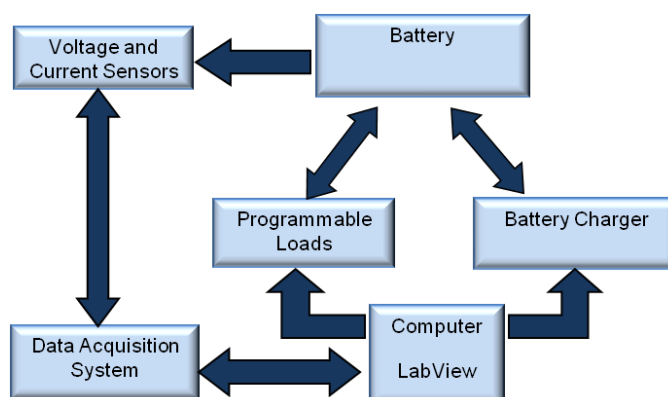 Voltage and
Current Sensors
Battery
Programmable
Loads
Battery Charger
Data Acquisition
System
Computer
LabView